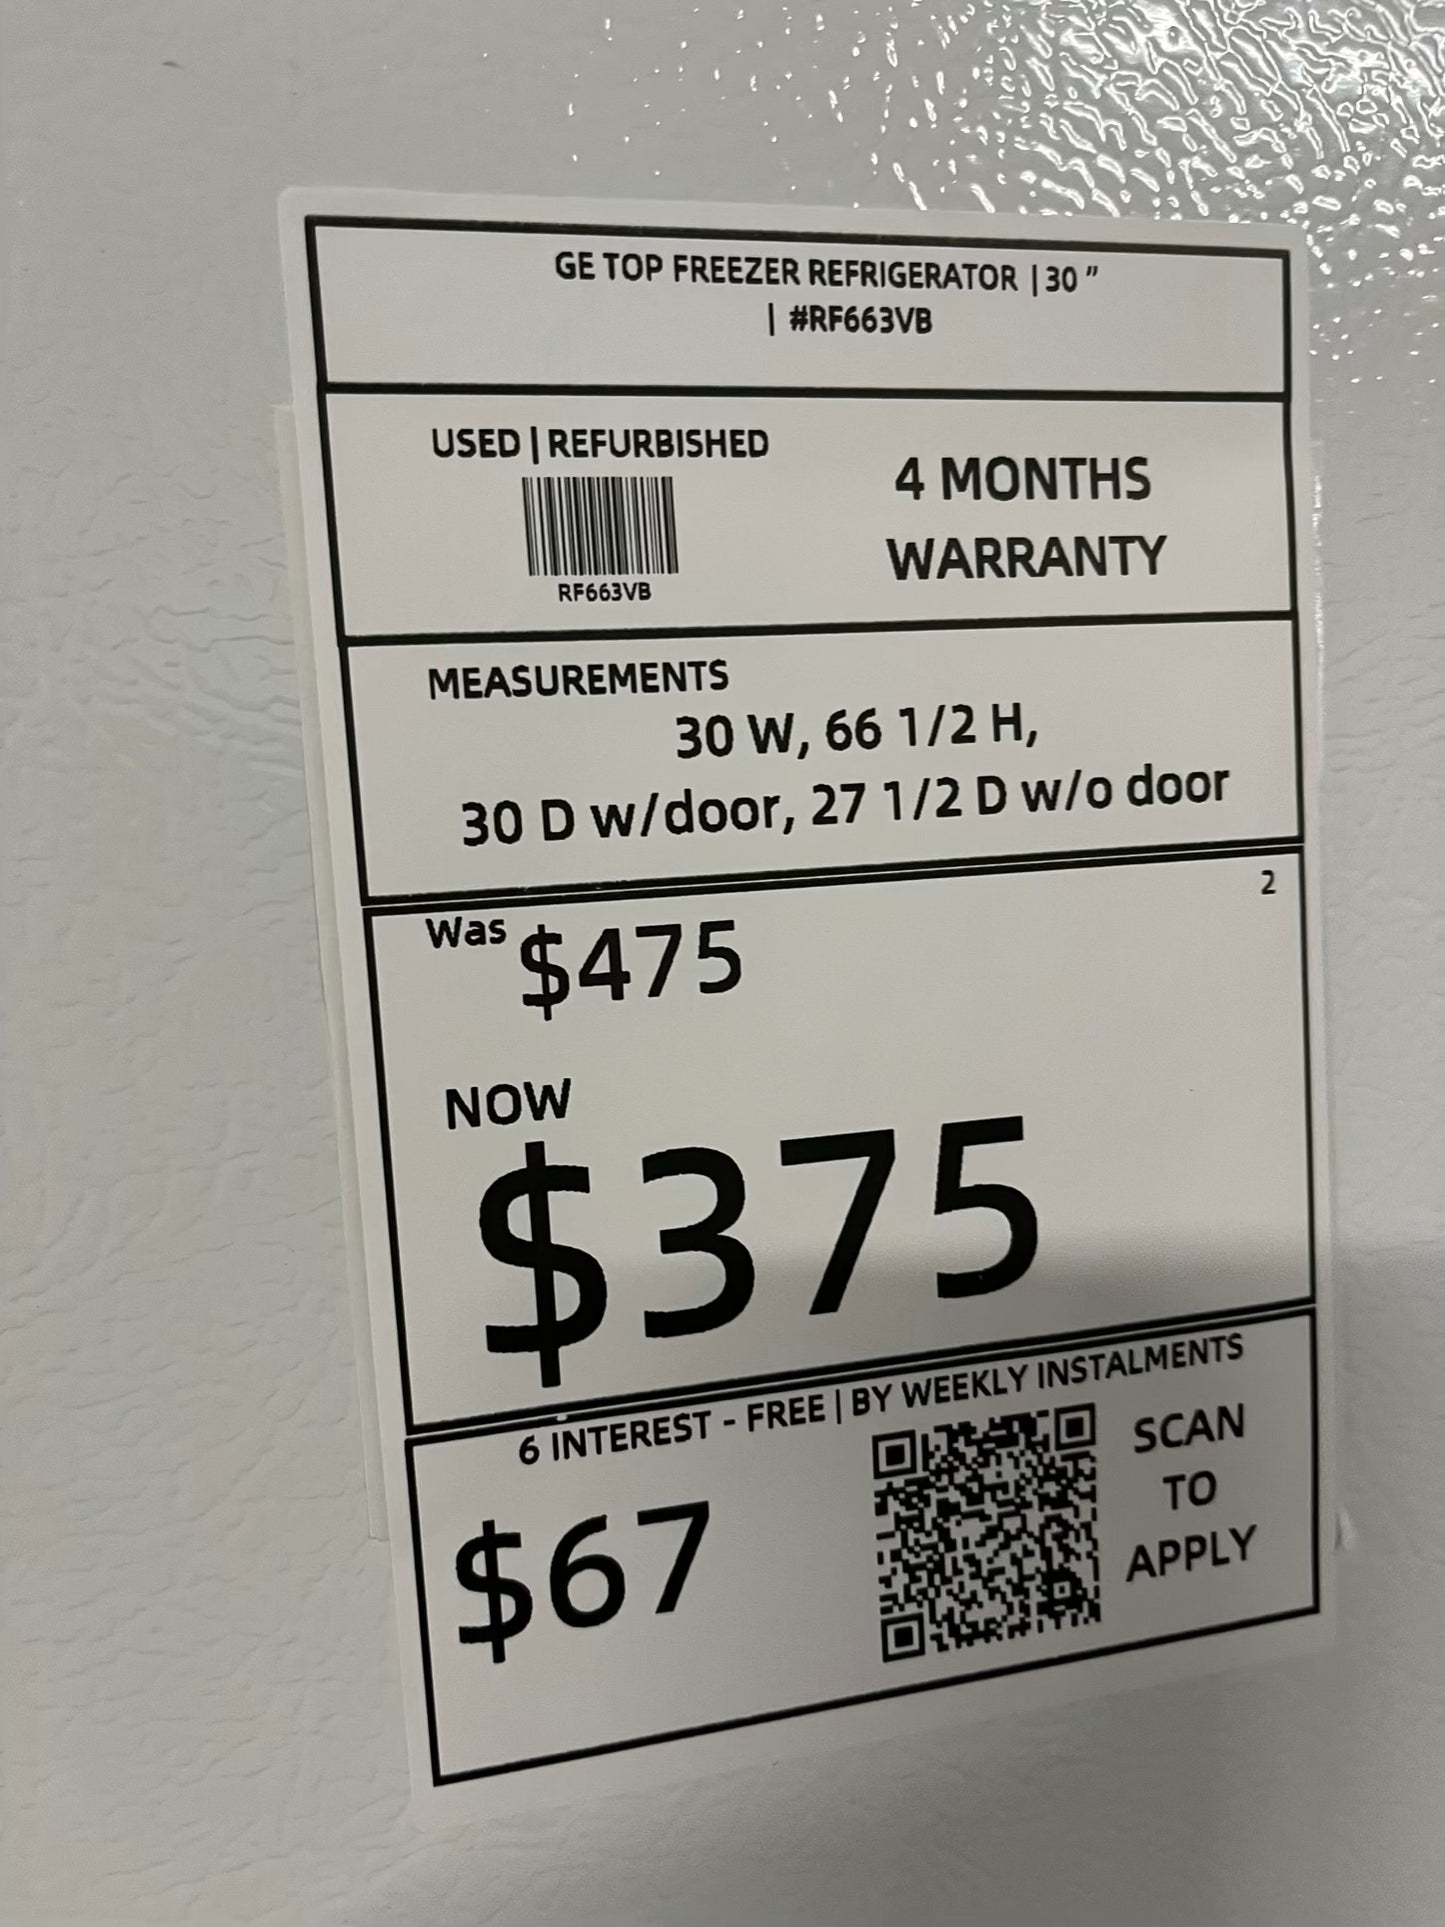 GE TOP FREEZER REFRIGERATOR | 30 "
| #RF663VB
USED | REFURBISHED
RF663VB
4 MONTHS
WARRANTY
MEASUREMENTS
30 W, 66 1/2 H,
30 D w/door, 27 1/2 D w/o door
2
Was $475
NOW
$375
6 INTEREST - FREE | BY WEEKLY INSTALMENTS
$67
SCAN
TO
APPLY